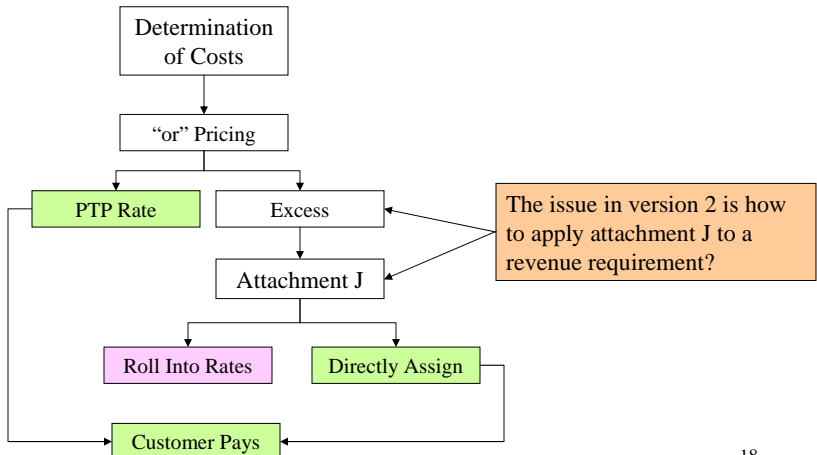 Determination
of Costs
“or” Pricing
PTP Rate
Excess
The issue in version 2 is how
to apply attachment J to a
revenue requirement?
Attachment J
Roll Into Rates
Directly Assign
Customer Pays
18